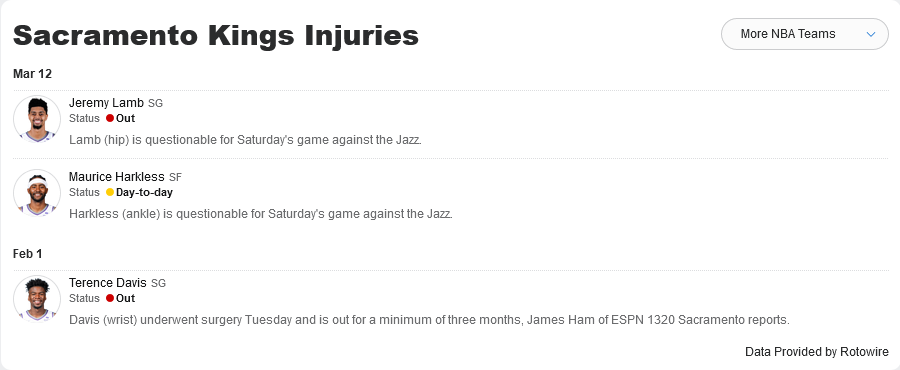 Sacramento Kings Injuries
More NBA Teams
Mar 12
Jeremy Lamb SG
Status Out
Lamb (hip) is questionable for Saturday's game against the Jazz.
Maurice Harkless SF
Status Day-to-day
Harkless (ankle) is questionable for Saturday's game against the Jazz.
Feb 1
Terence Davis SG
Status Out
Davis (wrist) underwent surgery Tuesday and is out for a minimum of three months, James Ham of ESPN 1320 Sacramento reports.
Data Provided by Rotowire